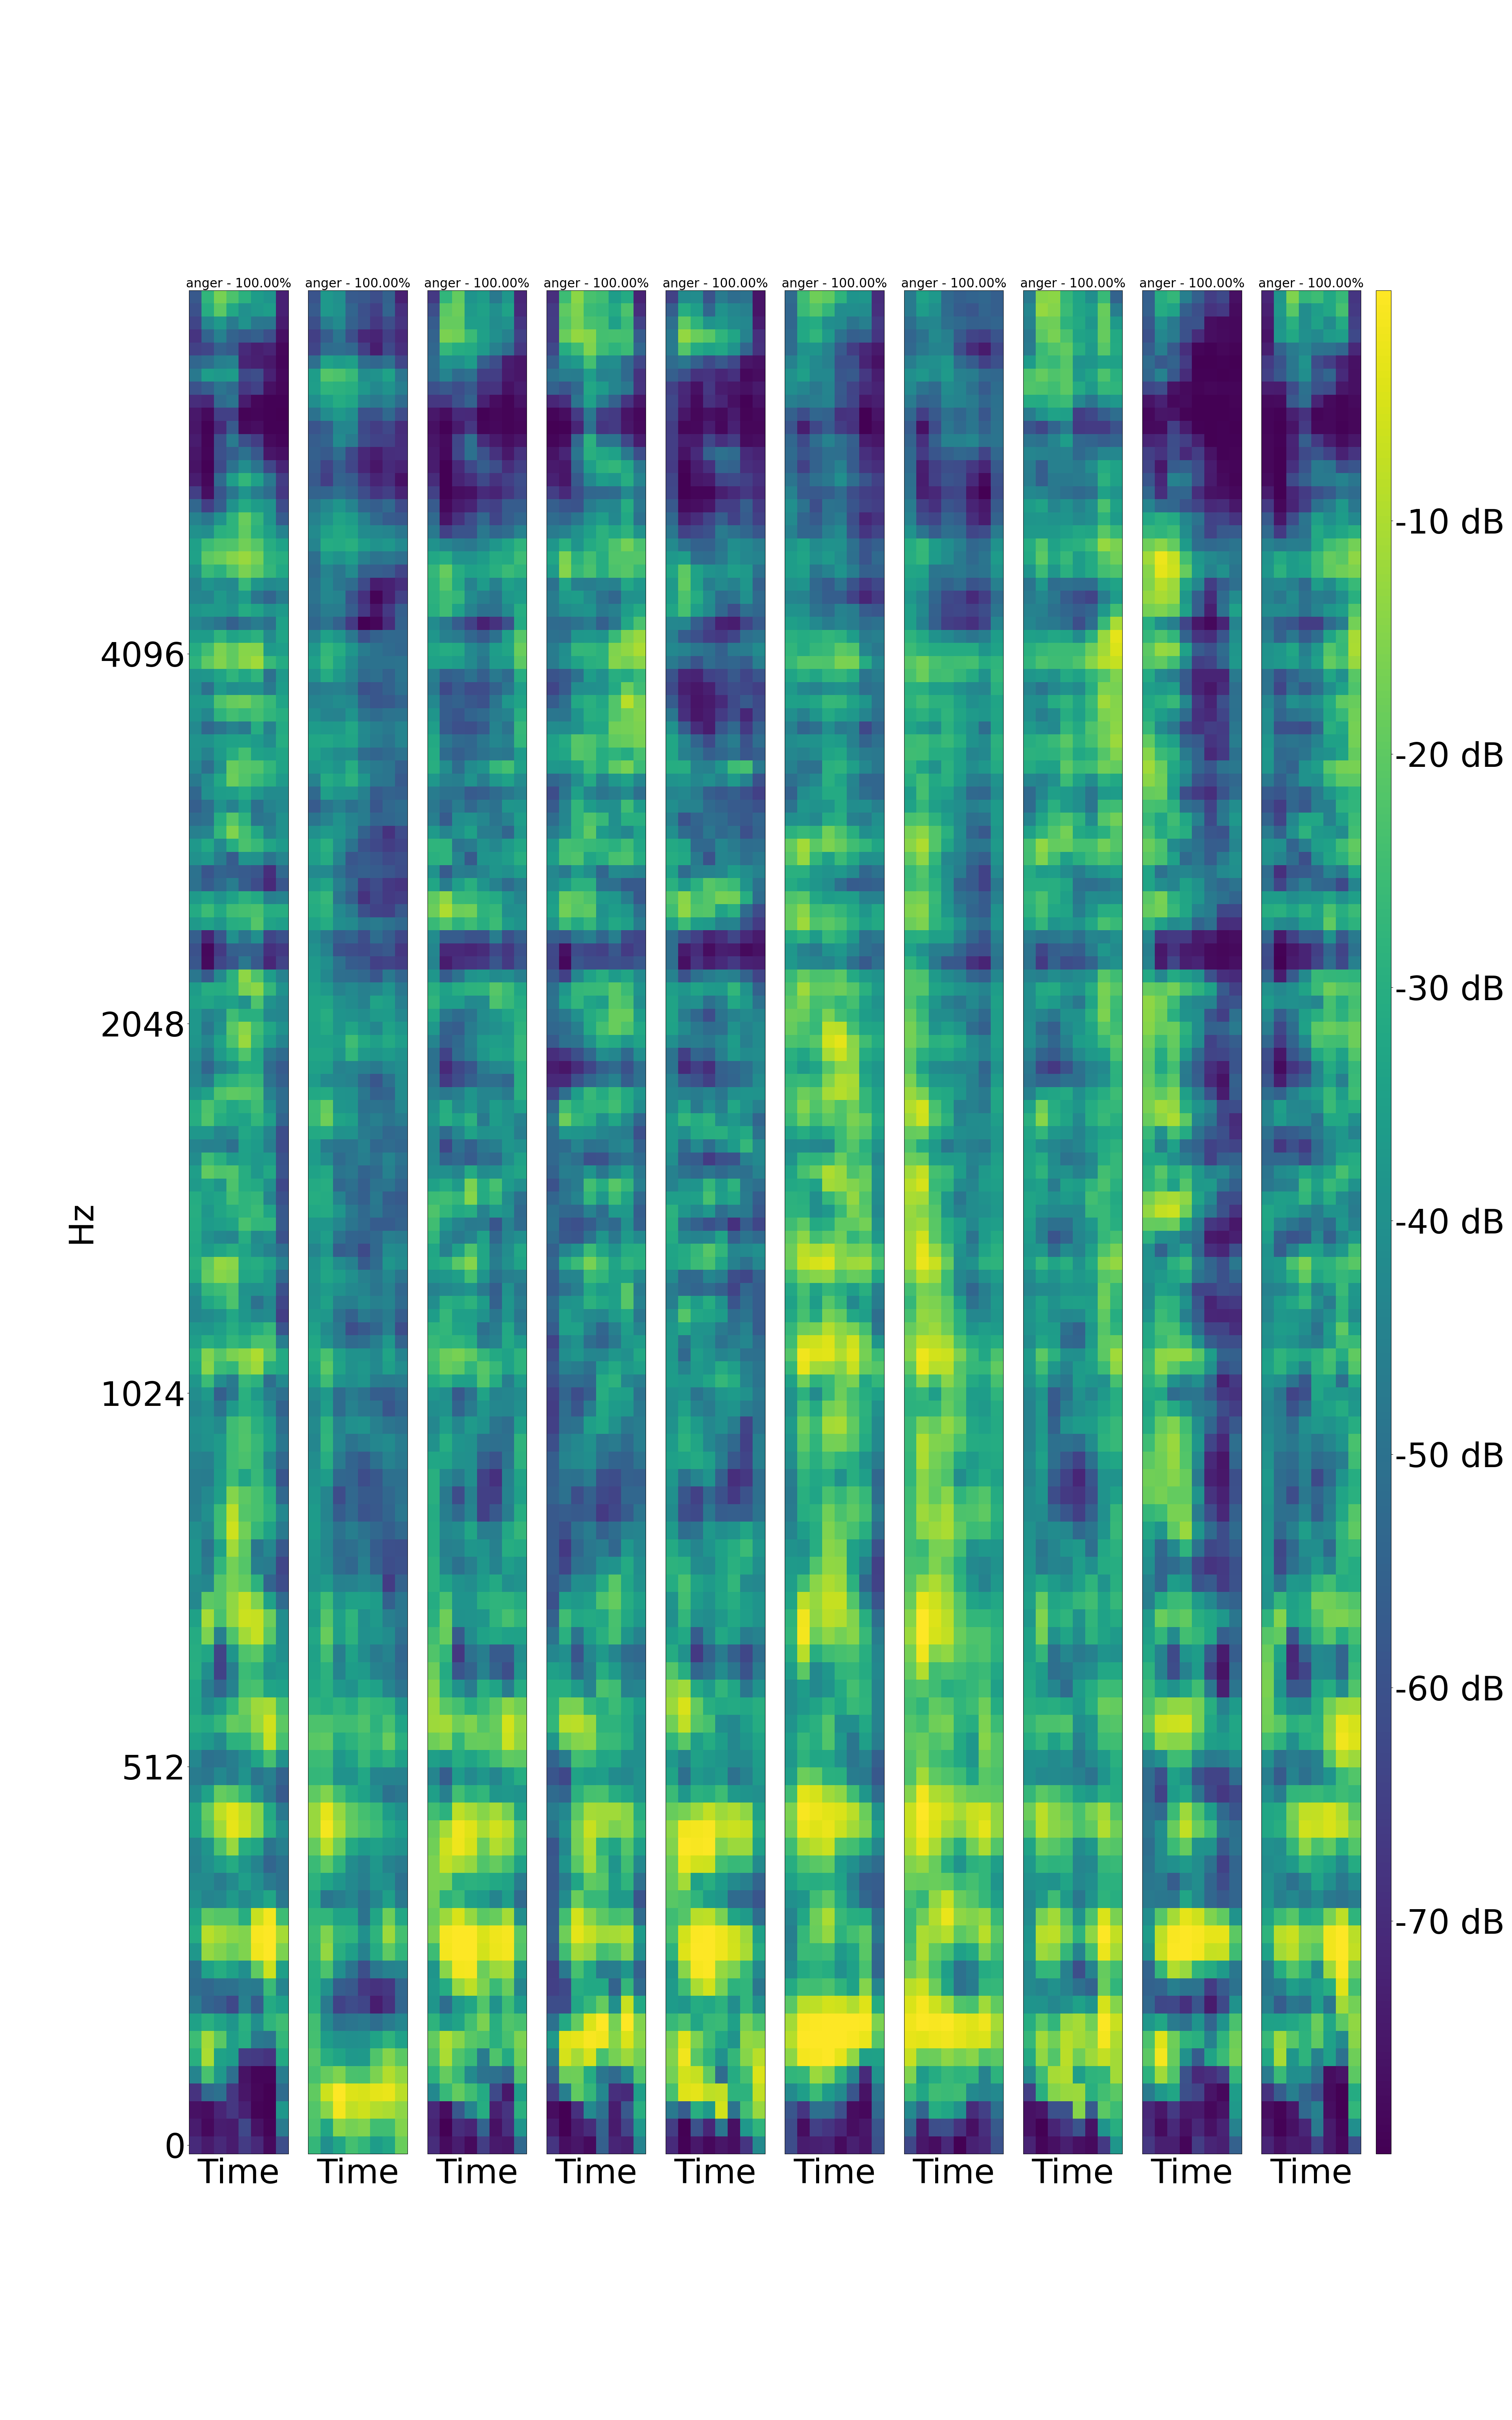 anger - 100.00% anger - 100.00% anger - 100.00% anger - 100.00% anger - 100.00% anger - 100.00% anger - 100.00% anger - 100.00% anger - 100.00% anger - 100.00%
-10 dB
4096
-20 dB
-30 dB
2048
Hz
-40 dB
1024
-50 dB
-60 dB
512
-70 dB
0
Time Time Time Time Time Time Time Time Time Time